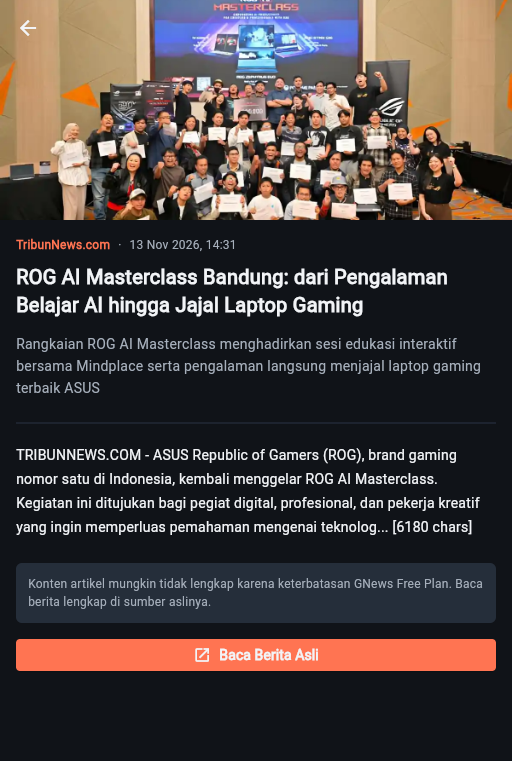 MASTERCLASS
TribunNews.com · 13 Nov 2026, 14:31
ROG AI Masterclass Bandung: dari Pengalaman
Belajar AI hingga Jajal Laptop Gaming
Rangkaian ROG AI Masterclass menghadirkan sesi edukasi interaktif
bersama Mindplace serta pengalaman langsung menjajal laptop gaming
terbaik ASUS
TRIBUNNEWS.COM - ASUS Republic of Gamers (ROG), brand gaming
nomor satu di Indonesia, kembali menggelar ROG AI Masterclass.
Kegiatan ini ditujukan bagi pegiat digital, profesional, dan pekerja kreatif
yang ingin memperluas pemahaman mengenai teknolog... [6180 chars]
Konten artikel mungkin tidak lengkap karena keterbatasan GNews Free Plan. Baca
berita lengkap di sumber aslinya.
Baca Berita Asli